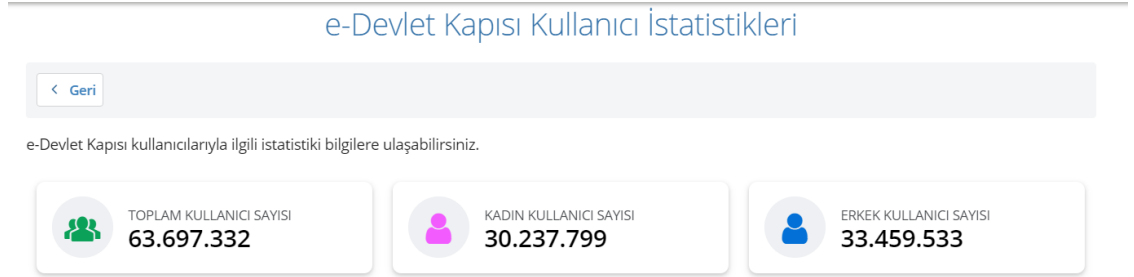 e-Devlet Kapısı Kullanıcı İstatistikleri
Geri
e-Devlet Kapısı kullanıcılarıyla ilgili istatistiki bilgilere ulaşabilirsiniz.
TOPLAM KULLANICI SAYISI
63.697.332
KADIN KULLANICI SAYISI
30.237.799
ERKEK KULLANICI SAYISI
33.459.533